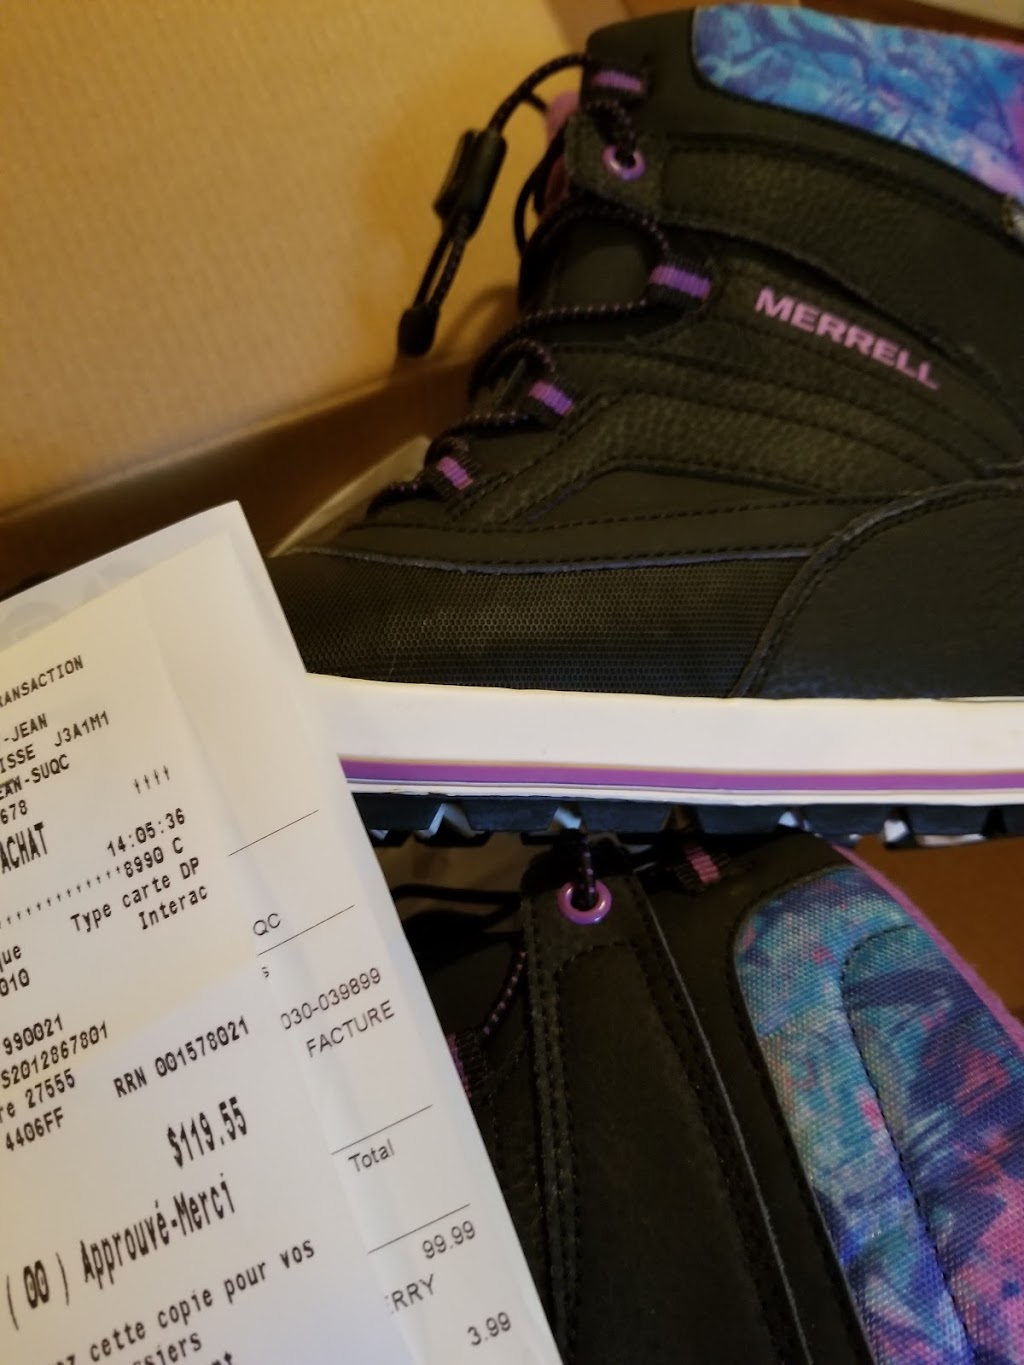 MERRELL
RANSACTION
-JEAN
ISSE J3A1M1
EAN-SUQC
678
ACHAT
14:05:36
8990 C
Type carte DP
Interac
que
010
990021
S2012867801
re 27555
RRN 001578021
4406FF
$119.55
( 00 ) Approuvé-Merci
cette copie pour vos
ssiers
QC
s
030-039899
FACTURE
Total
99.99
ERRY
3.99